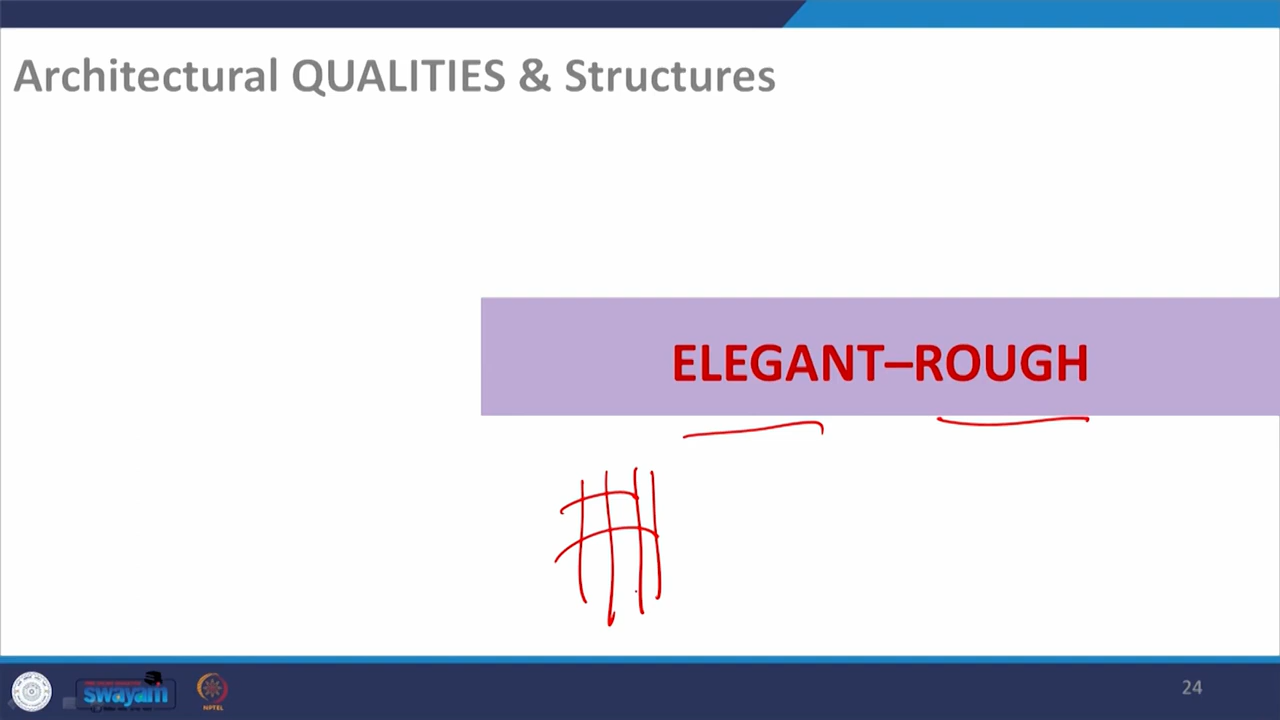 Architectural QUALITIES & Structures
ELEGANT–ROUGH
swayam
NPTEL
24